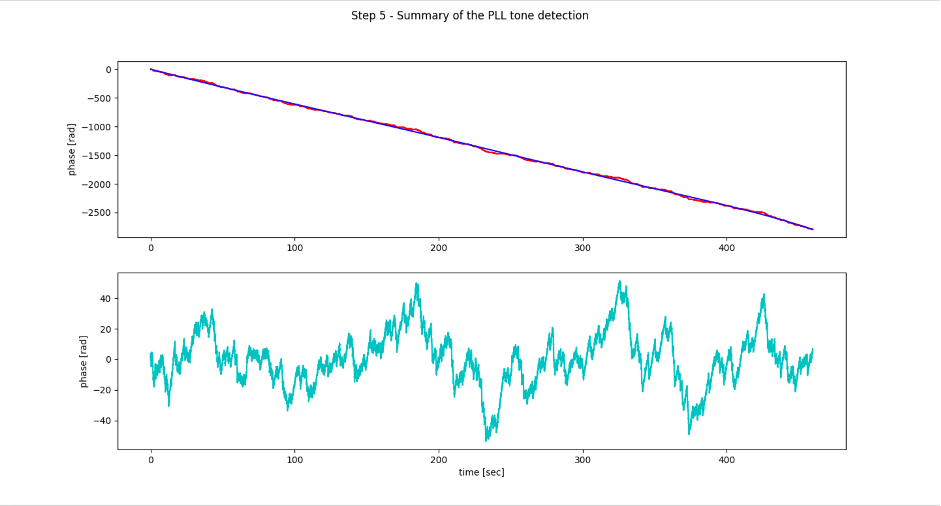 Step 5 - Summary of the PLL tone detection
0
−500
−1000
−1500
−2000
−2500
phase [rad]
0 100 200 300 400
40
20
0
−20
−40
phase [rad]
0 100 200 300 400
time [sec]